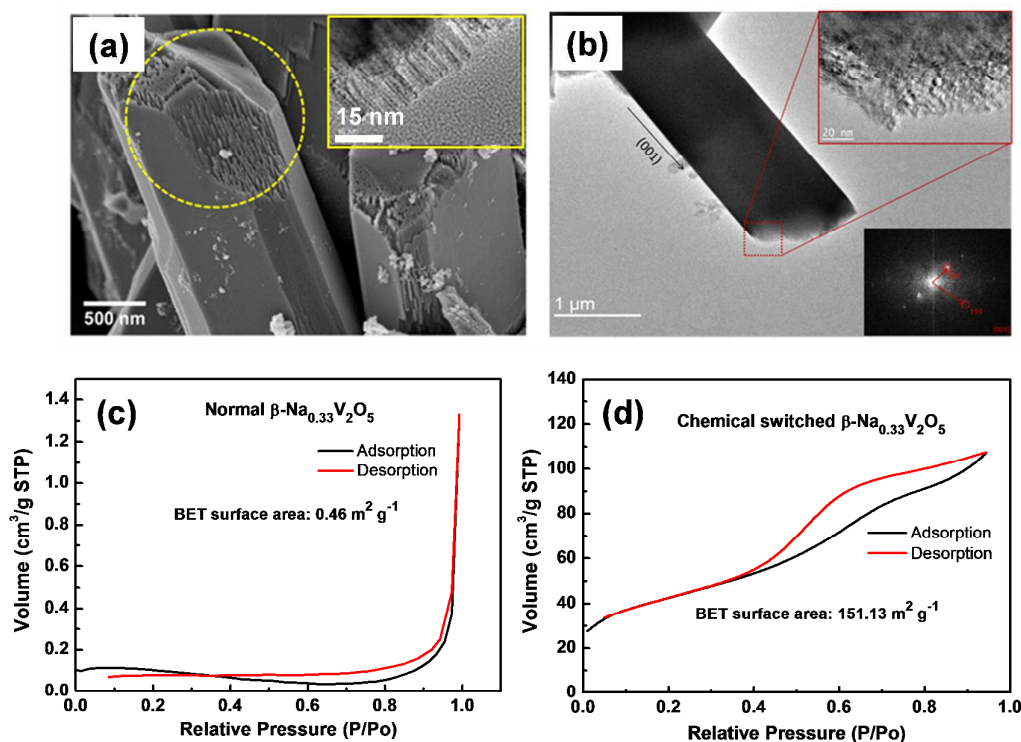 (a)
15 nm
500 nm
(b)
(001)
20 nm
1 μm
110
(c)
Normal β-Na0.33V2O5
Adsorption
Desorption
BET surface area: 0.46 m2 g-1
Volume (cm3/g STP)
1.4
1.2
1.0
0.8
0.6
0.4
0.2
0.0
0.0 0.2 0.4 0.6 0.8 1.0
Relative Pressure (P/Po)
(d)
Chemical switched β-Na0.33V2O5
Adsorption
Desorption
BET surface area: 151.13 m2 g-1
Volume (cm3/g STP)
140
120
100
80
60
40
20
0
0.0 0.2 0.4 0.6 0.8 1.0
Relative Pressure (P/Po)